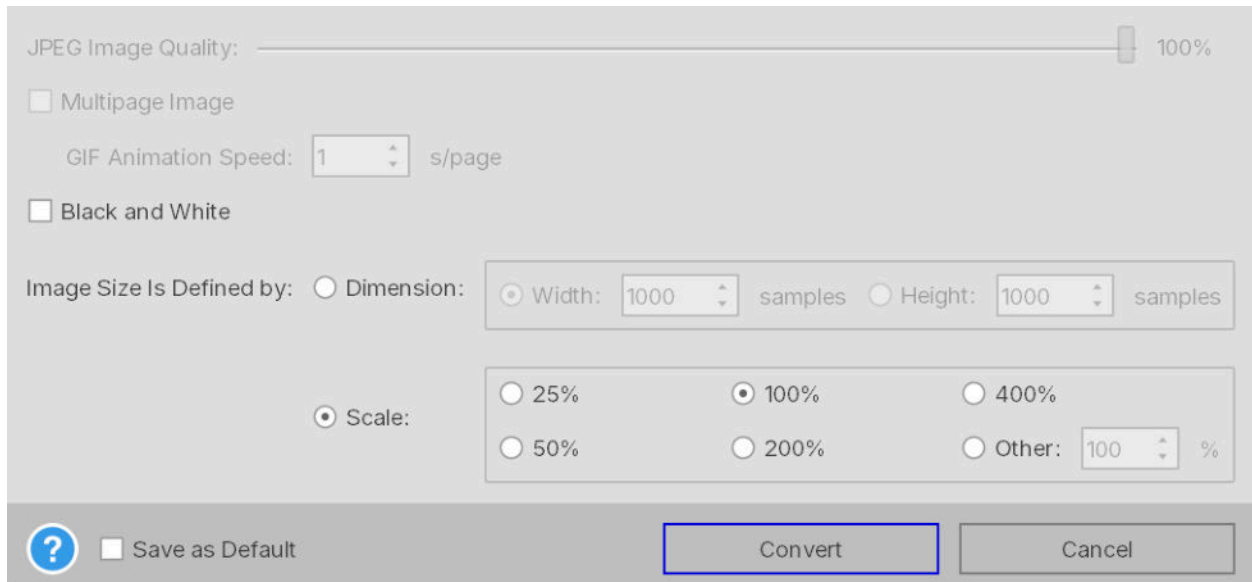 JPEG Image Quality: 100%
Multipage Image
GIF Animation Speed: 1 s/page
Black and White
Image Size Is Defined by: Dimension: Width: 1000 samples Height: 1000 samples
25% 100% 400%
Scale:
50% 200% Other: 100 %
? Save as Default Convert Cancel